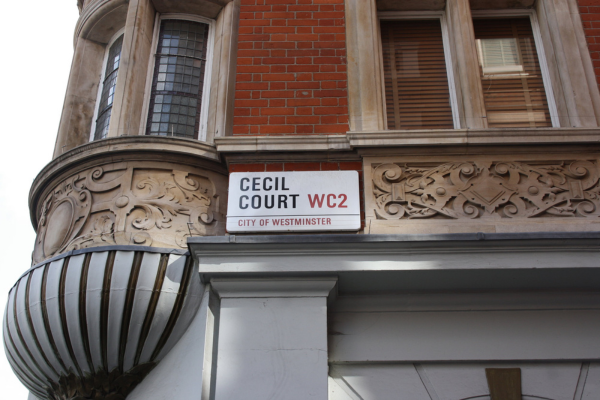 CECIL
COURT WC2
CITY OF WESTMINSTER